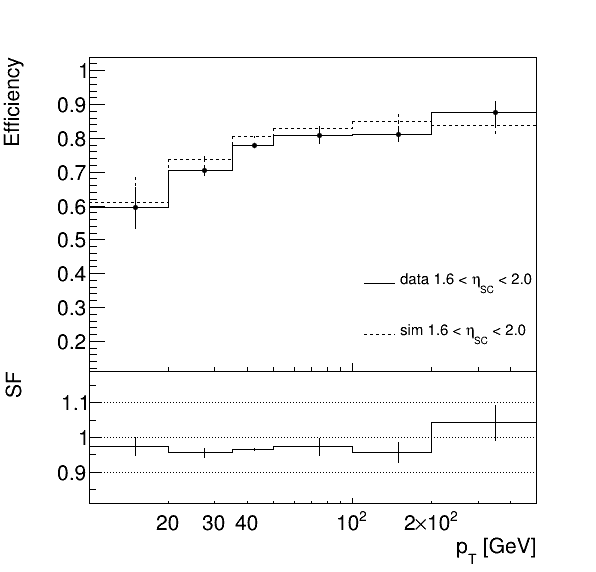 Efficiency
1
0.9
0.8
0.7
0.6
0.5
0.4
0.3
0.2
data 1.6 < η_SC < 2.0
sim 1.6 < η_SC < 2.0
SF
1.1
1
0.9
20 30 40 10² 2×10²
p_T [GeV]